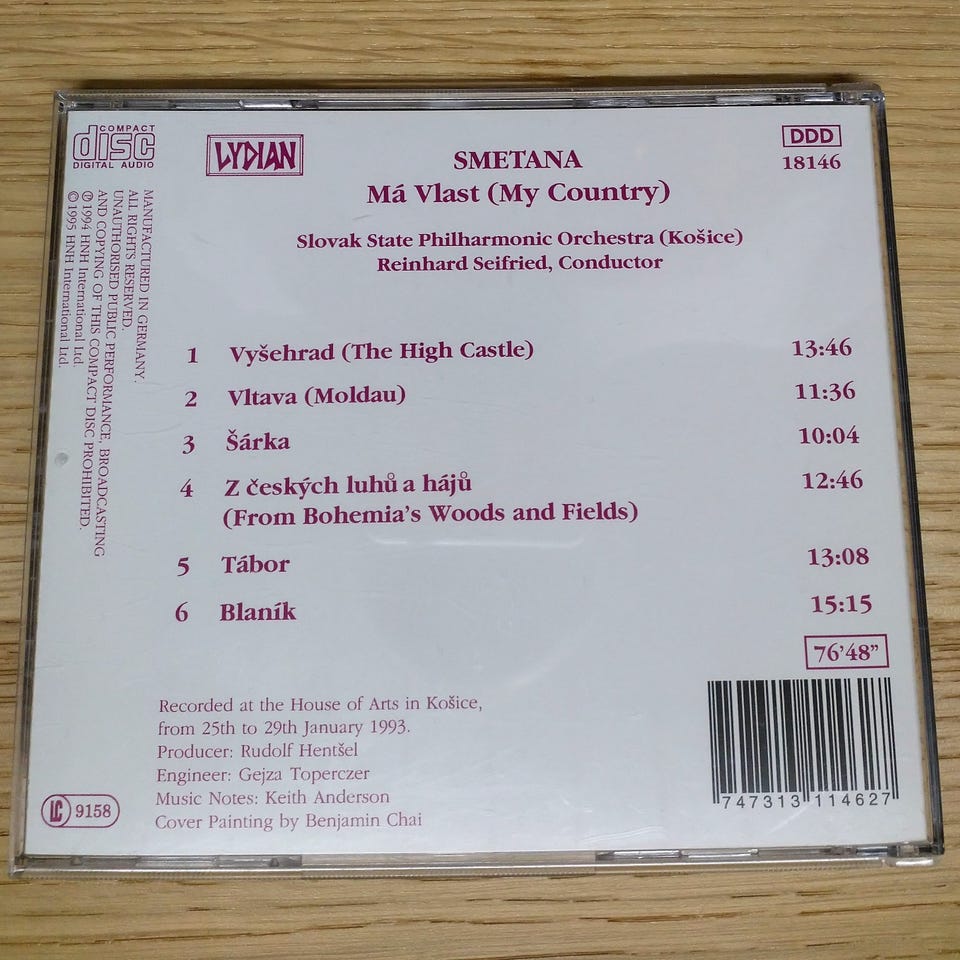 COMPACT
disc
DIGITAL AUDIO
LYDIAN
SMETANA
Má Vlast (My Country)
Slovak State Philharmonic Orchestra (Košice)
Reinhard Seifried, Conductor
DDD
18146
MANUFACTURED IN GERMANY.
ALL RIGHTS RESERVED.
UNAUTHORISED PUBLIC PERFORMANCE, BROADCASTING
AND COPYING OF THIS COMPACT DISC PROHIBITED.
℗ 1994 HNH International Ltd.
© 1995 HNH International Ltd.
1 Vyšehrad (The High Castle) 13:46
2 Vltava (Moldau) 11:36
3 Šárka 10:04
4 Z českých luhů a hájů 12:46
(From Bohemia's Woods and Fields)
5 Tábor 13:08
6 Blaník 15:15
76'48”
Recorded at the House of Arts in Košice,
from 25th to 29th January 1993.
Producer: Rudolf Hentšel
Engineer: Gejza Toperczer
Music Notes: Keith Anderson
Cover Painting by Benjamin Chai
LC 9158
7 47313 11462 7